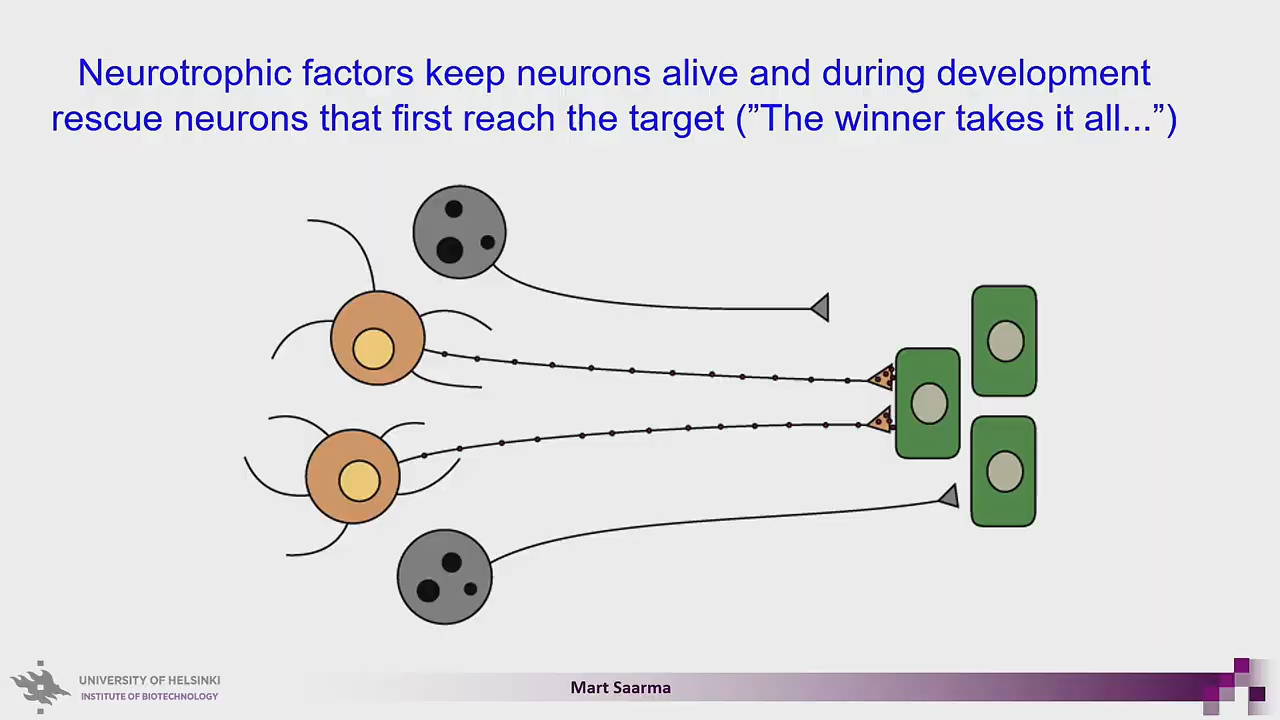 Neurotrophic factors keep neurons alive and during development
rescue neurons that first reach the target (”The winner takes it all...”)
UNIVERSITY OF HELSINKI
INSTITUTE OF BIOTECHNOLOGY
Mart Saarma